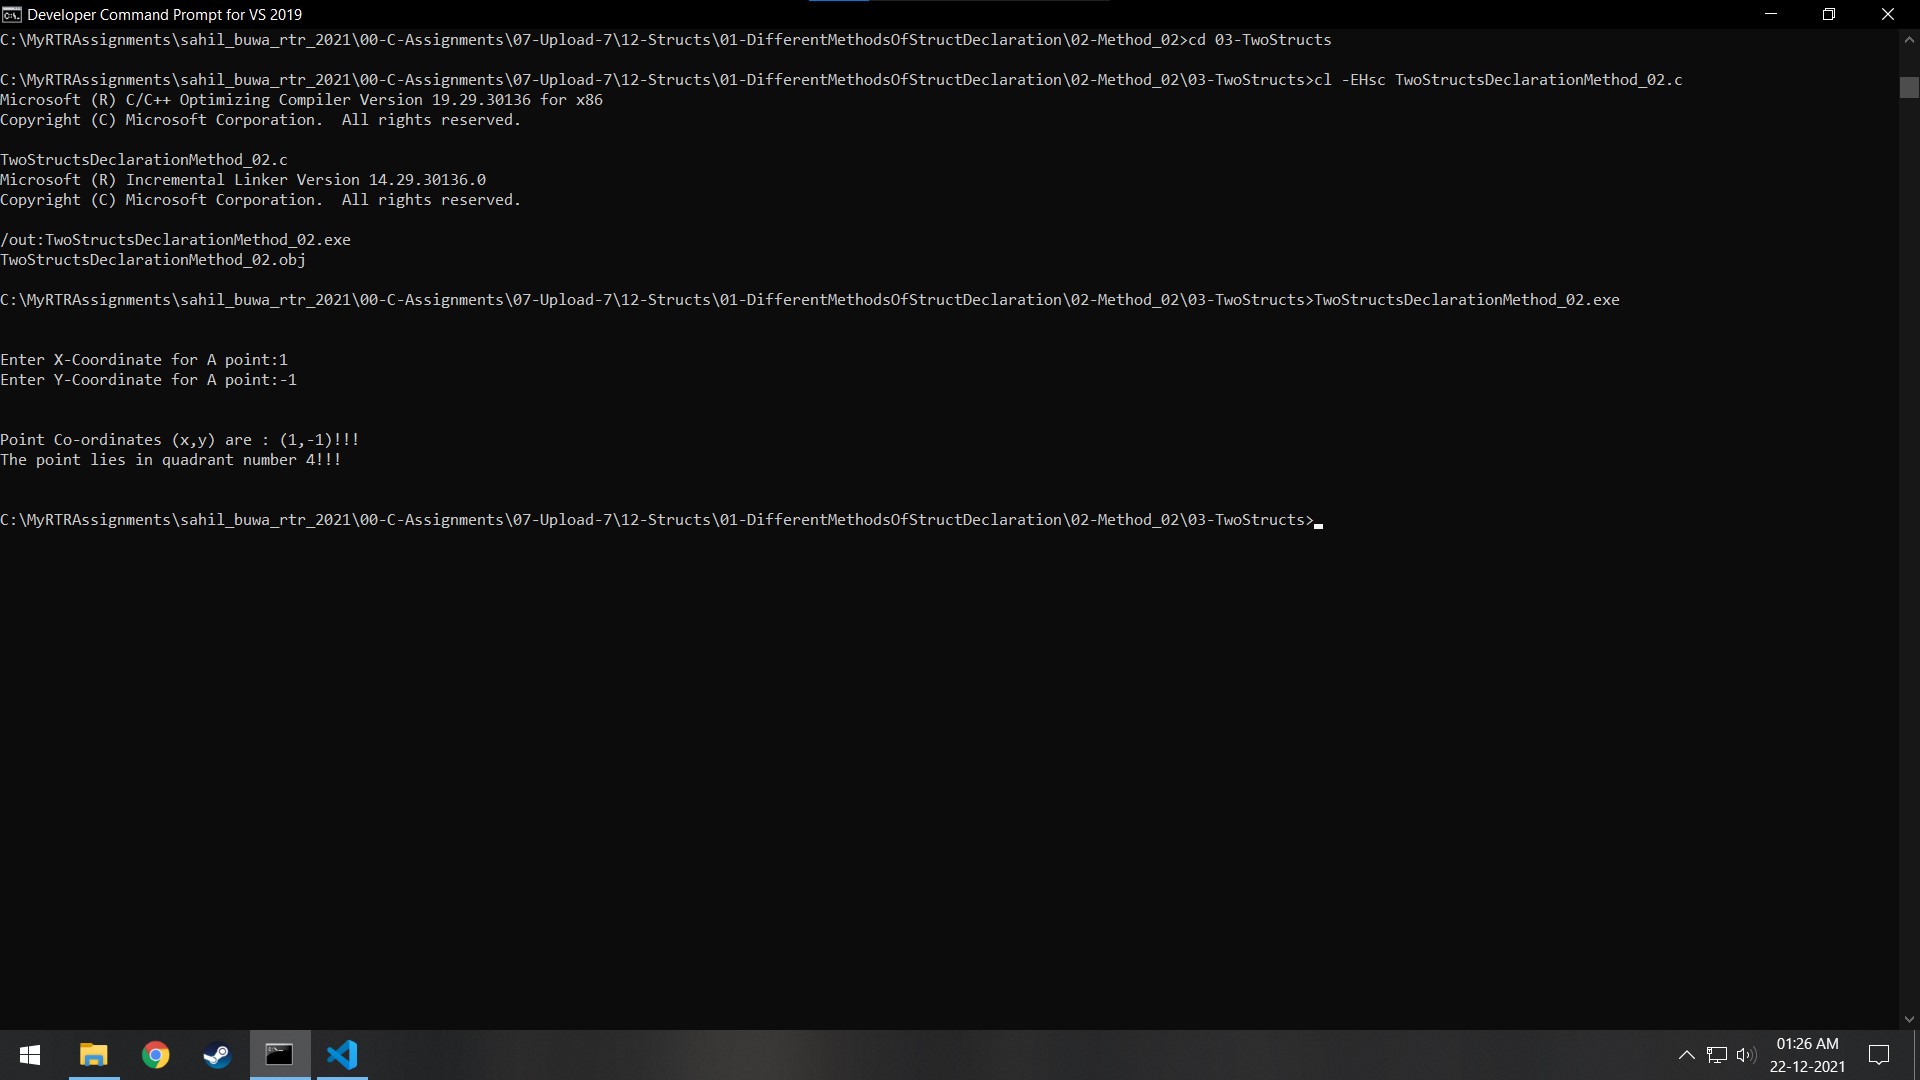 Developer Command Prompt for VS 2019
C:\MyRTRAssignments\sahil_buwa_rtr_2021\00-C-Assignments\07-Upload-7\12-Structs\01-DifferentMethodsOfStructDeclaration\02-Method_02>cd 03-TwoStructs
C:\MyRTRAssignments\sahil_buwa_rtr_2021\00-C-Assignments\07-Upload-7\12-Structs\01-DifferentMethodsOfStructDeclaration\02-Method_02\03-TwoStructs>cl -EHsc TwoStructsDeclarationMethod_02.c
Microsoft (R) C/C++ Optimizing Compiler Version 19.29.30136 for x86
Copyright (C) Microsoft Corporation.  All rights reserved.
TwoStructsDeclarationMethod_02.c
Microsoft (R) Incremental Linker Version 14.29.30136.0
Copyright (C) Microsoft Corporation.  All rights reserved.
/out:TwoStructsDeclarationMethod_02.exe
TwoStructsDeclarationMethod_02.obj
C:\MyRTRAssignments\sahil_buwa_rtr_2021\00-C-Assignments\07-Upload-7\12-Structs\01-DifferentMethodsOfStructDeclaration\02-Method_02\03-TwoStructs>TwoStructsDeclarationMethod_02.exe
Enter X-Coordinate for A point:1
Enter Y-Coordinate for A point:-1
Point Co-ordinates (x,y) are : (1,-1)!!!
The point lies in quadrant number 4!!!
C:\MyRTRAssignments\sahil_buwa_rtr_2021\00-C-Assignments\07-Upload-7\12-Structs\01-DifferentMethodsOfStructDeclaration\02-Method_02\03-TwoStructs>
01:26 AM
22-12-2021